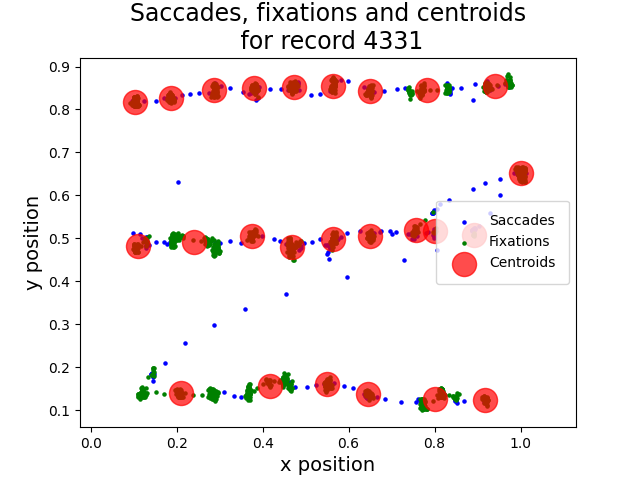 Saccades, fixations and centroids
for record 4331
0.9
0.8
0.7
0.6
0.5
0.4
0.3
0.2
0.1
y position
Saccades
Fixations
Centroids
0.0 0.2 0.4 0.6 0.8 1.0
x position